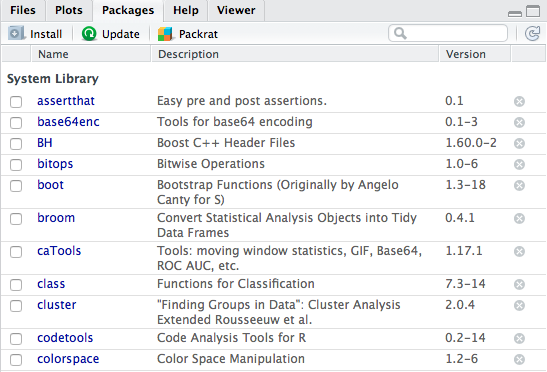 Files Plots Packages Help Viewer
Install Update Packrat
Name Description Version
System Library
assertthat Easy pre and post assertions. 0.1
base64enc Tools for base64 encoding 0.1-3
BH Boost C++ Header Files 1.60.0-2
bitops Bitwise Operations 1.0-6
boot Bootstrap Functions (Originally by Angelo 1.3-18
Canty for S)
broom Convert Statistical Analysis Objects into Tidy 0.4.1
Data Frames
caTools Tools: moving window statistics, GIF, Base64, 1.17.1
ROC AUC, etc.
class Functions for Classification 7.3-14
cluster "Finding Groups in Data": Cluster Analysis 2.0.4
Extended Rousseeuw et al.
codetools Code Analysis Tools for R 0.2-14
colorspace Color Space Manipulation 1.2-6